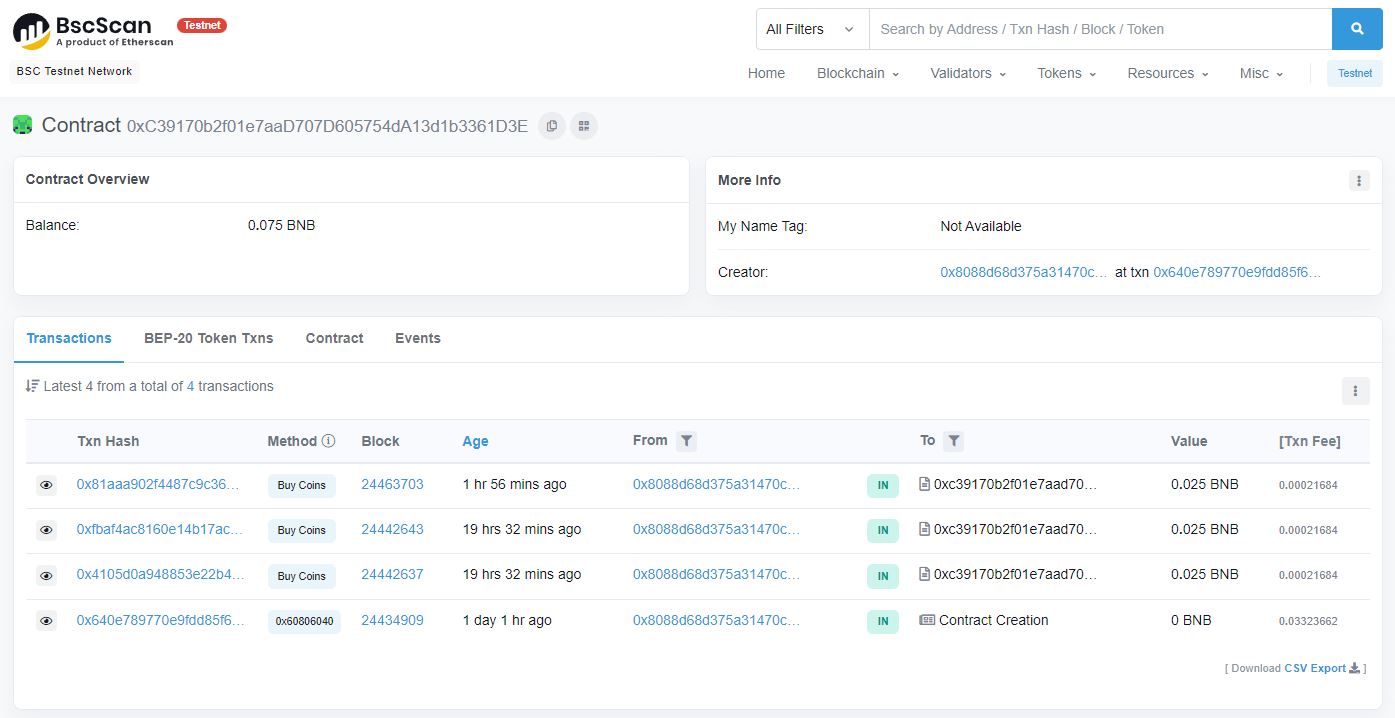 BscScan Testnet
A product of Etherscan
BSC Testnet Network
All Filters Search by Address / Txn Hash / Block / Token
Home Blockchain Validators Tokens Resources Misc Testnet
Contract 0xC39170b2f01e7aaD707D605754dA13d1b3361D3E
Contract Overview
Balance: 0.075 BNB
More Info
My Name Tag: Not Available
Creator: 0x8088d68d375a31470c... at txn 0x640e789770e9fdd85f6...
Transactions BEP-20 Token Txns Contract Events
Latest 4 from a total of 4 transactions
Txn Hash Method Block Age From To Value [Txn Fee]
0x81aaa902f4487c9c36... Buy Coins 24463703 1 hr 56 mins ago 0x8088d68d375a31470c... IN 0xc39170b2f01e7aad70... 0.025 BNB 0.00021684
0xfbaf4ac8160e14b17ac... Buy Coins 24442643 19 hrs 32 mins ago 0x8088d68d375a31470c... IN 0xc39170b2f01e7aad70... 0.025 BNB 0.00021684
0x4105d0a948853e22b4... Buy Coins 24442637 19 hrs 32 mins ago 0x8088d68d375a31470c... IN 0xc39170b2f01e7aad70... 0.025 BNB 0.00021684
0x640e789770e9fdd85f6... 0x60806040 24434909 1 day 1 hr ago 0x8088d68d375a31470c... IN Contract Creation 0 BNB 0.03323662
[ Download CSV Export ]